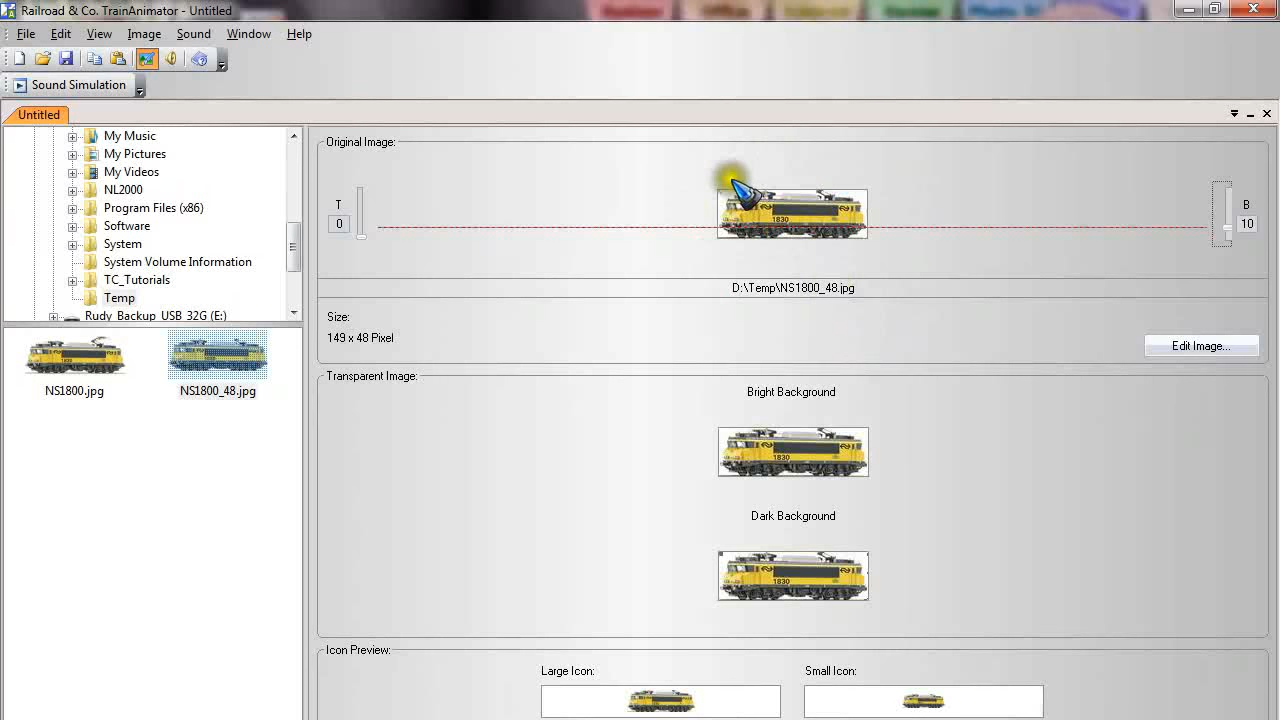 Railroad & Co. TrainAnimator - Untitled
File Edit View Image Sound Window Help
Sound Simulation
Untitled
My Music
My Pictures
My Videos
NL2000
Program Files (x86)
Software
System
System Volume Information
TC_Tutorials
Temp
Rudy_Backup_USB_32G (E:)
NS1800.jpg
NS1800_48.jpg
Original Image:
T
0
1830
B
10
D:\Temp\NS1800_48.jpg
Size:
149 x 48 Pixel
Edit Image...
Transparent Image:
Bright Background
1830
Dark Background
1830
Icon Preview:
Large Icon:
Small Icon: